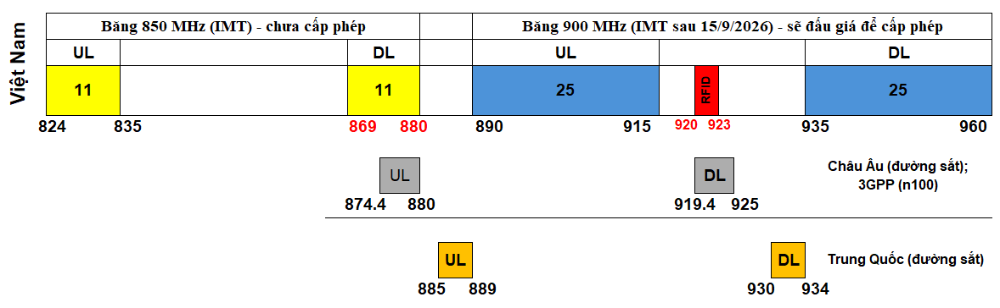 Việt Nam
Băng 850 MHz (IMT) - chưa cấp phép
Băng 900 MHz (IMT sau 15/9/2026) - sẽ đấu giá để cấp phép
UL DL UL DL
11 11 25 RFID 25
824 835 869 880 890 915 920 923 935 960
UL DL
Châu Âu (đường sắt);
3GPP (n100)
874.4 880 919.4 925
UL DL Trung Quốc (đường sắt)
885 889 930 934